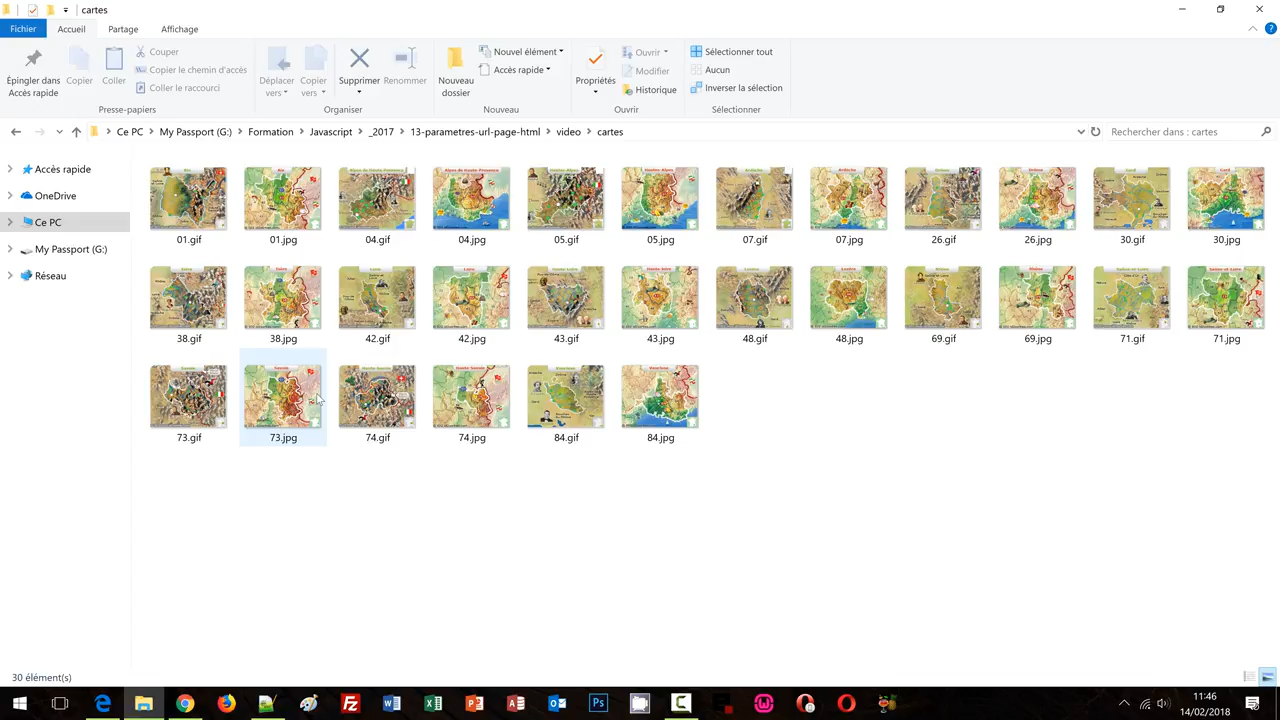 cartes
Fichier Accueil Partage Affichage
Épingler dans Accès rapide
Copier
Coller
Couper
Copier le chemin d'accès
Coller le raccourci
Presse-papiers
Déplacer vers
Copier vers
Supprimer
Renommer
Organiser
Nouveau dossier
Nouvel élément
Accès rapide
Nouveau
Propriétés
Ouvrir
Modifier
Historique
Ouvrir
Sélectionner tout
Aucun
Inverser la sélection
Sélectionner
Ce PC > My Passport (G:) > Formation > Javascript > _2017 > 13-parametres-url-page-html > video > cartes
Rechercher dans : cartes
Accès rapide
OneDrive
Ce PC
My Passport (G:)
Réseau
01.gif 01.jpg 04.gif 04.jpg 05.gif 05.jpg 07.gif 07.jpg 26.gif 26.jpg 30.gif 30.jpg
38.gif 38.jpg 42.gif 42.jpg 43.gif 43.jpg 48.gif 48.jpg 69.gif 69.jpg 71.gif 71.jpg
73.gif 73.jpg 74.gif 74.jpg 84.gif 84.jpg
30 élément(s)
11:46
14/02/2018